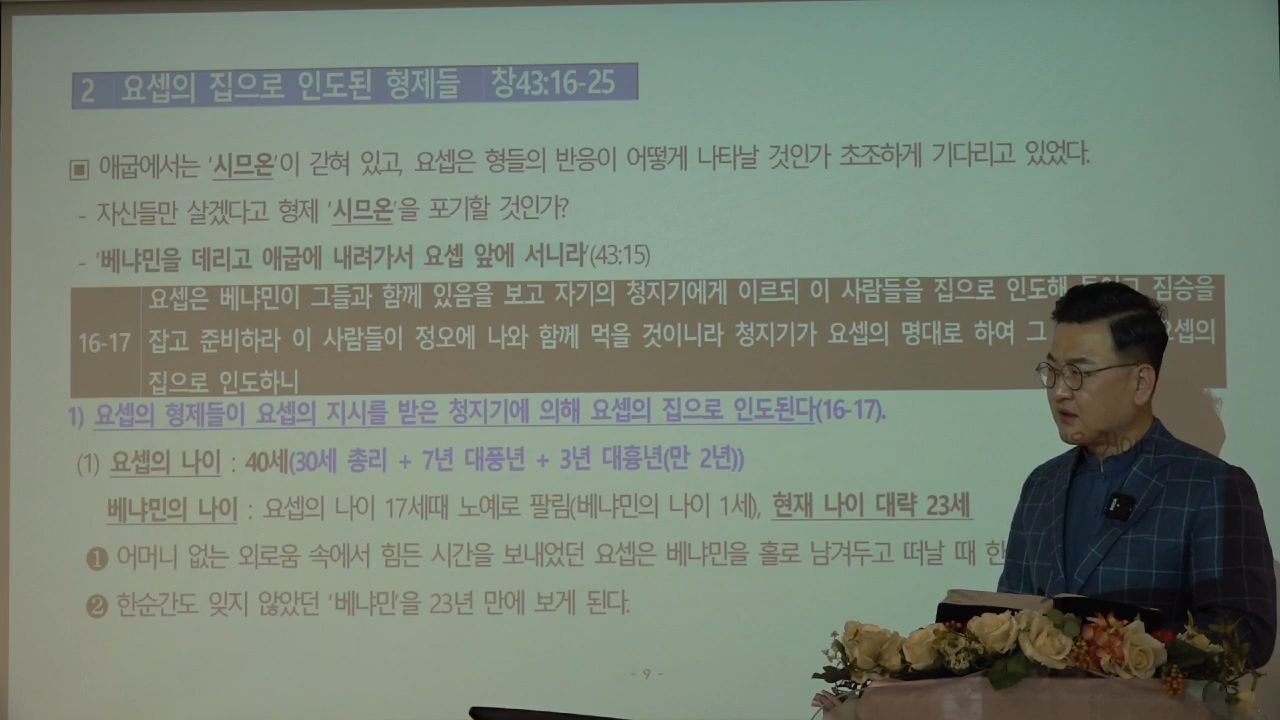 2 요셉의 집으로 인도된 형제들 창43:16-25
▣ 애굽에서는 '시므온'이 갇혀 있고, 요셉은 형들의 반응이 어떻게 나타날 것인가 초조하게 기다리고 있었다.
- 자신들만 살겠다고 형제 '시므온'을 포기할 것인가?
- '베냐민을 데리고 애굽에 내려가서 요셉 앞에 서니라'(43:15)
요셉은 베냐민이 그들과 함께 있음을 보고 자기의 청지기에게 이르되 이 사람들을 집으로 인도해 짐승을
16-17 잡고 준비하라 이 사람들이 정오에 나와 함께 먹을 것이니라 청지기가 요셉의 명대로 하여 그 요셉의
집으로 인도하니
1) 요셉의 형제들이 요셉의 지시를 받은 청지기에 의해 요셉의 집으로 인도된다(16-17).
(1) 요셉의 나이 : 40세(30세 총리 + 7년 대풍년 + 3년 대흉년(만 2년))
베냐민의 나이 : 요셉의 나이 17세때 노예로 팔림(베냐민의 나이 1세), 현재 나이 대략 23세
❶ 어머니 없는 외로움 속에서 힘든 시간을 보내었던 요셉은 베냐민을 홀로 남겨두고 떠날 때 한
❷ 한순간도 잊지 않았던 '베냐민'을 23년 만에 보게 된다.
- 9 -